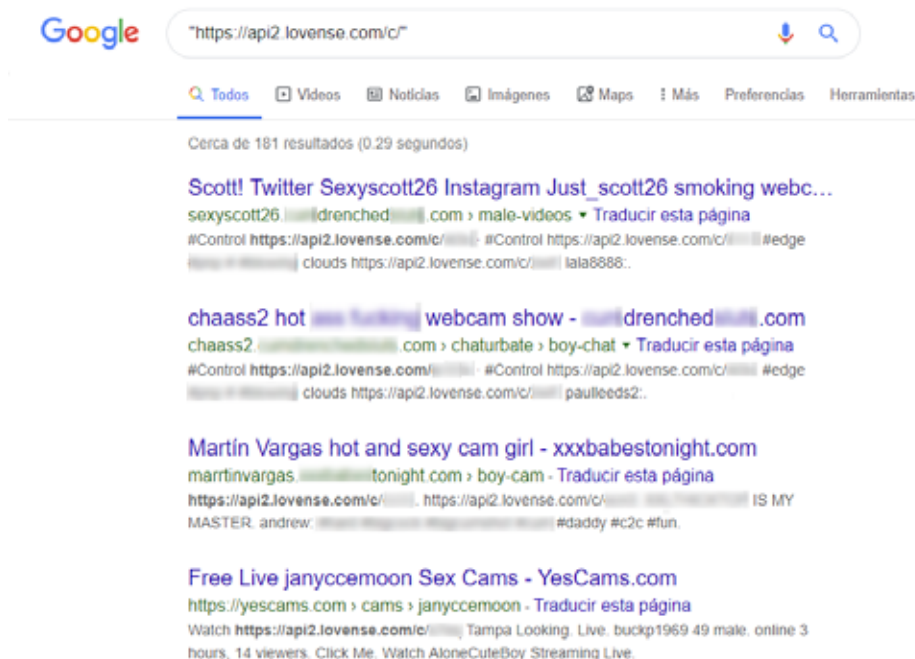 Google
"https://api2.lovense.com/c/"
Todos Videos Noticias Imágenes Maps Más Preferencias Herramientas
Cerca de 181 resultados (0.29 segundos)
Scott! Twitter Sexyscott26 Instagram Just_scott26 smoking webc...
sexyscott26. drenched .com › male-videos Traducir esta página
#Control https://api2.lovense.com/c/ - #Control https://api2.lovense.com/c/ #edge
clouds https://api2.lovense.com/c/ lala8888:.
chaass2 hot webcam show - drenched .com
chaass2. .com › chaturbate › boy-chat Traducir esta página
#Control https://api2.lovense.com/ - #Control https://api2.lovense.com/c/ #edge
clouds https://api2.lovense.com/c/ paulleeds2:.
Martín Vargas hot and sexy cam girl - xxxbabestonight.com
marrtinvargas. tonight.com › boy-cam - Traducir esta página
https://api2.lovense.com/c/ . https://api2.lovense.com/c/ IS MY
MASTER. andrew: #daddy #c2c #fun.
Free Live janyccemoon Sex Cams - YesCams.com
https://yescams.com › cams › janyccemoon - Traducir esta página
Watch https://api2.lovense.com/c/ Tampa Looking. Live. buckp1969 49 male. online 3
hours, 14 viewers. Click Me. Watch AloneCuteBoy Streaming Live.